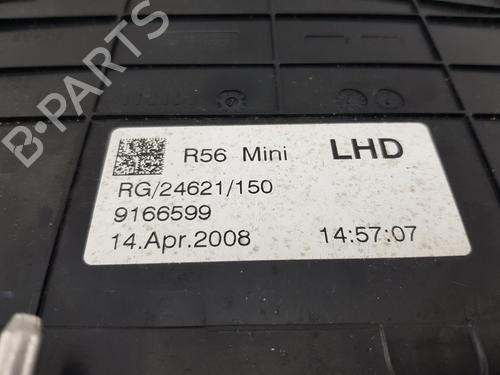 B-PARTS
R56 Mini LHD
RG/24621/150
9166599
14.Apr.2008 14:57:07